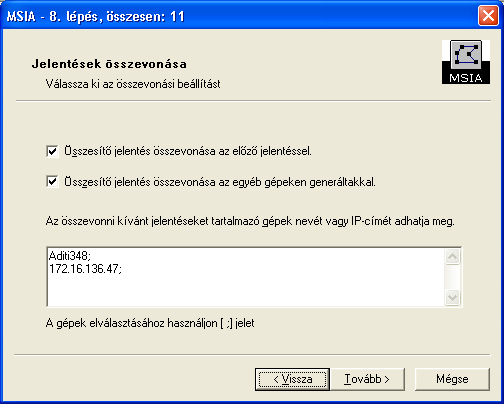 MSIA - 8. lépés, összesen: 11
Jelentések összevonása
Válassza ki az összevonási beállítást
MSIA
Összesítő jelentés összevonása az előző jelentéssel.
Összesítő jelentés összevonása az egyéb gépeken generáltakkal.
Az összevonni kívánt jelentéseket tartalmazó gépek nevét vagy IP-címét adhatja meg.
Aditi348;
172.16.136.47;
A gépek elválasztásához használjon [ ;] jelet
< Vissza
Tovább >
Mégse